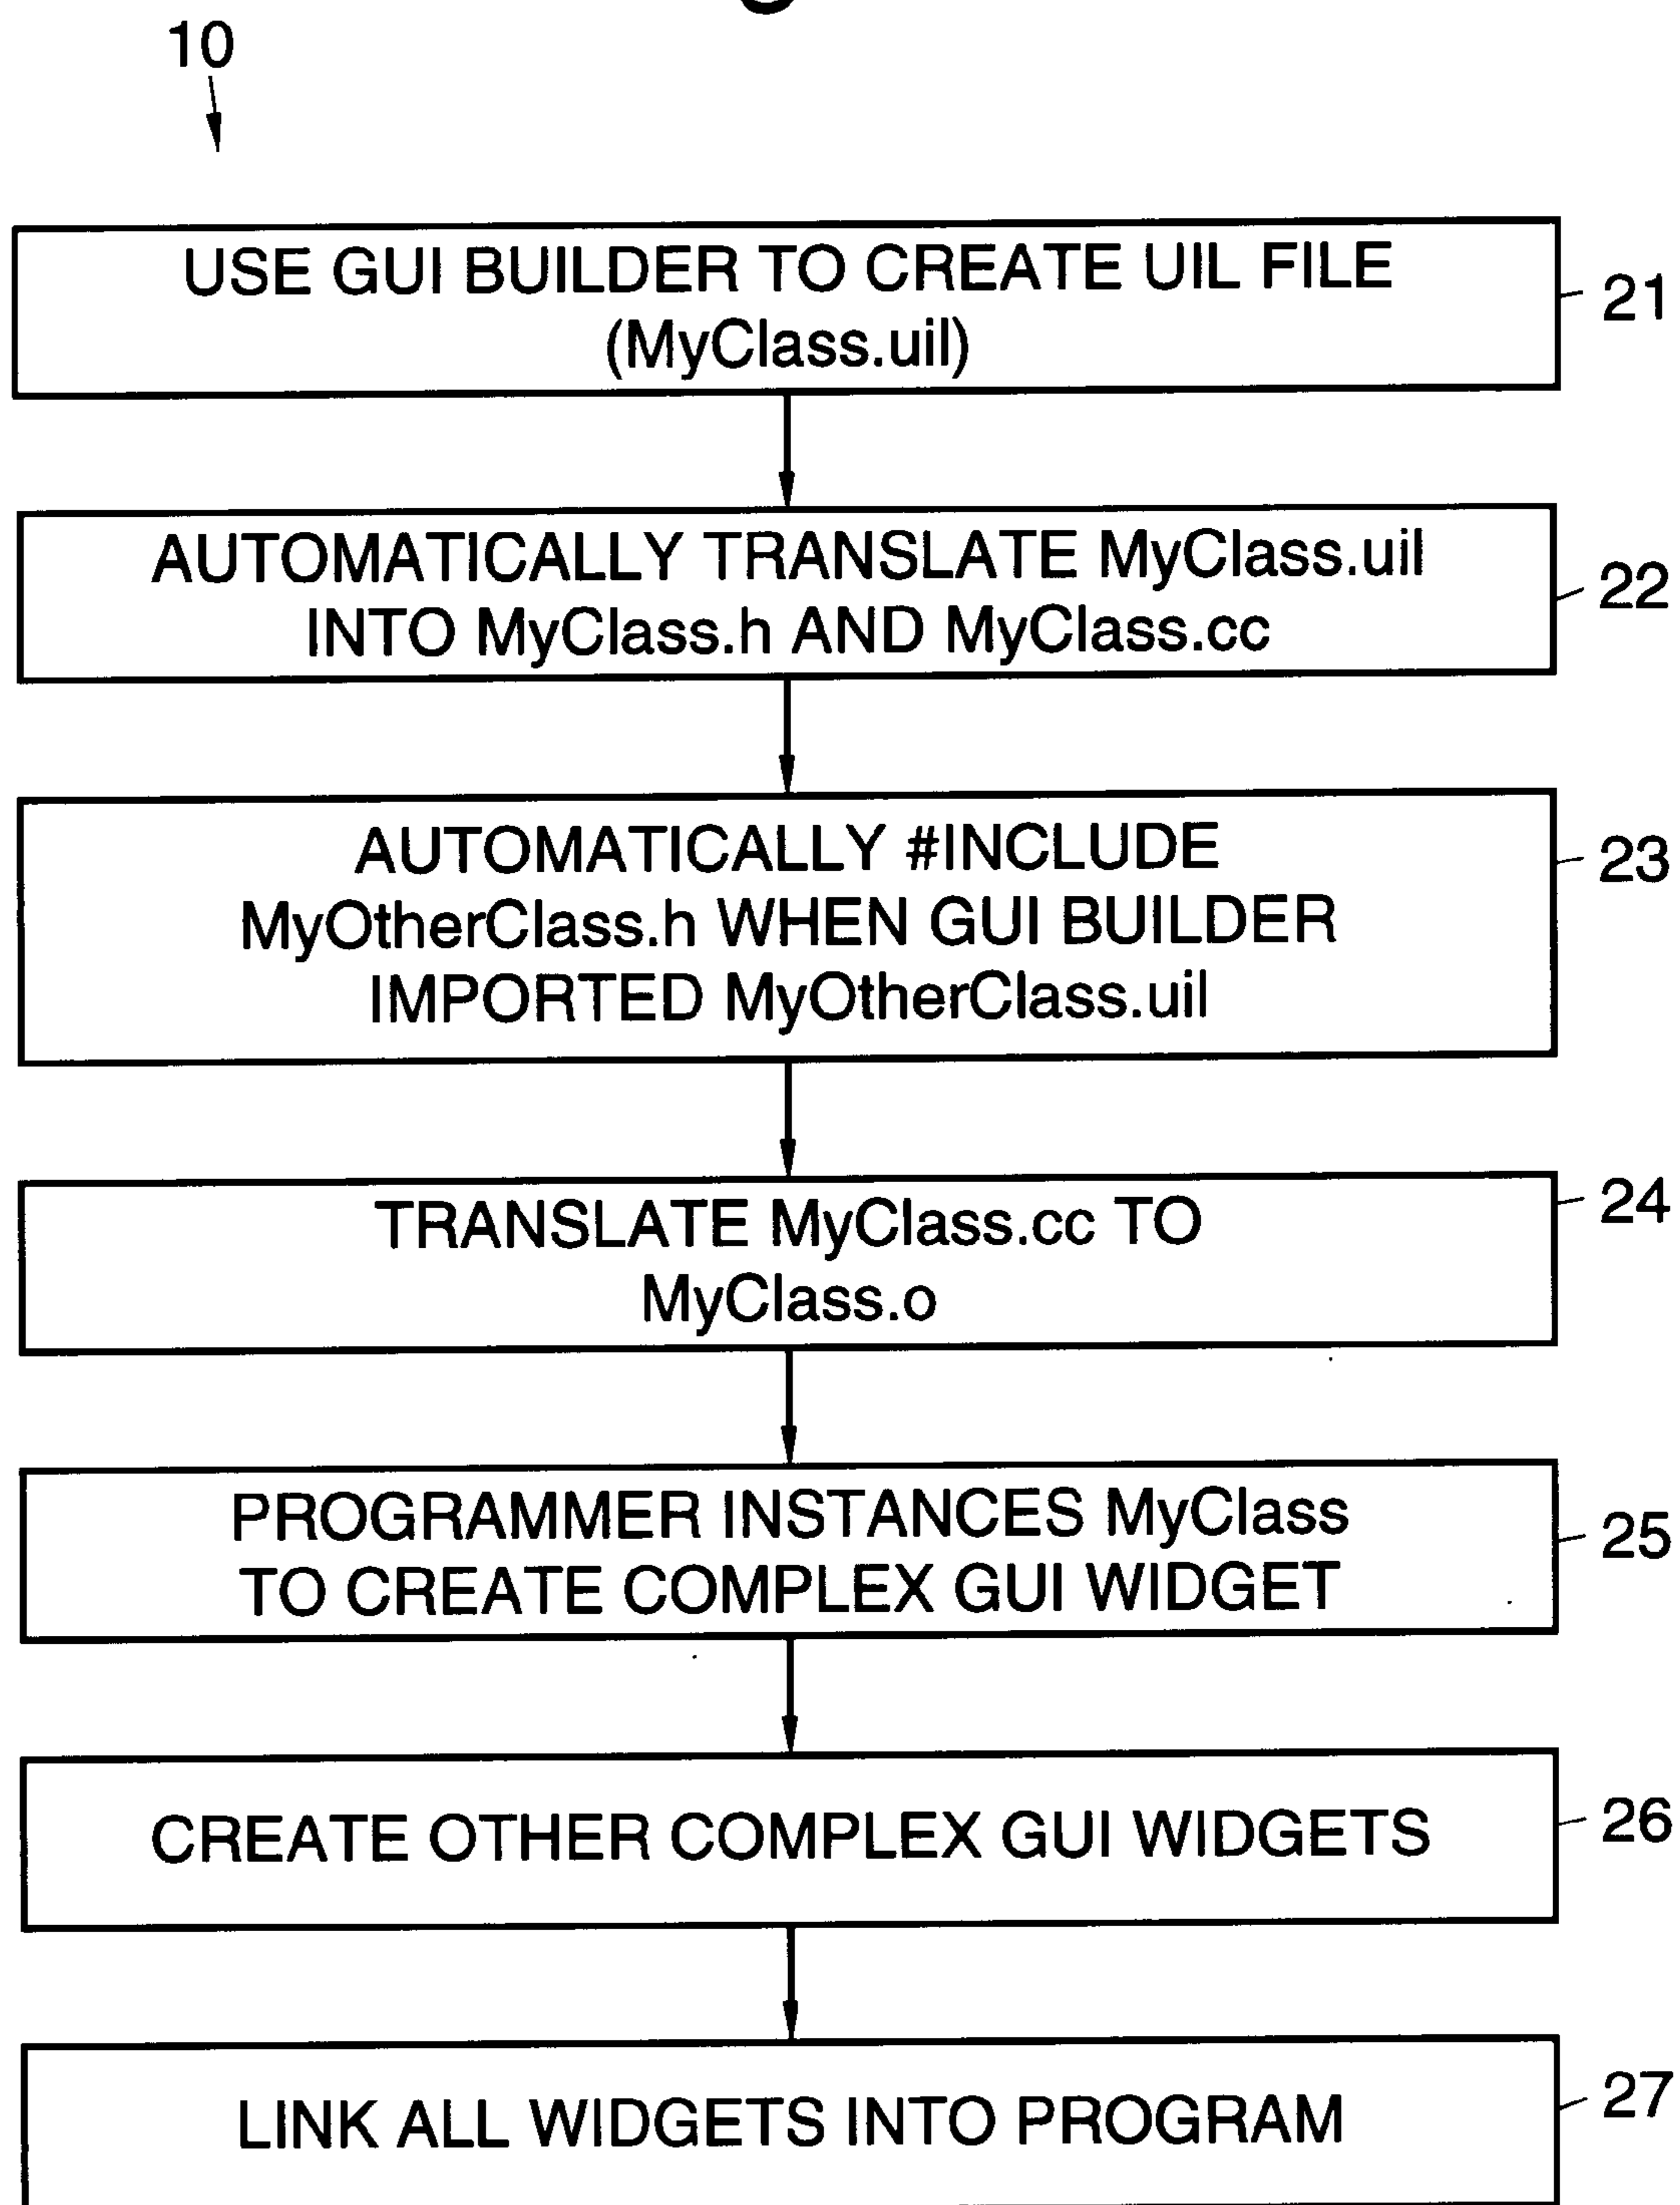 10
USE GUI BUILDER TO CREATE UIL FILE
(MyClass.uil)
21
AUTOMATICALLY TRANSLATE MyClass.uil
INTO MyClass.h AND MyClass.cc
22
AUTOMATICALLY #INCLUDE
MyOtherClass.h WHEN GUI BUILDER
IMPORTED MyOtherClass.uil
23
TRANSLATE MyClass.cc TO
MyClass.o
24
PROGRAMMER INSTANCES MyClass
TO CREATE COMPLEX GUI WIDGET
25
CREATE OTHER COMPLEX GUI WIDGETS
26
LINK ALL WIDGETS INTO PROGRAM
27